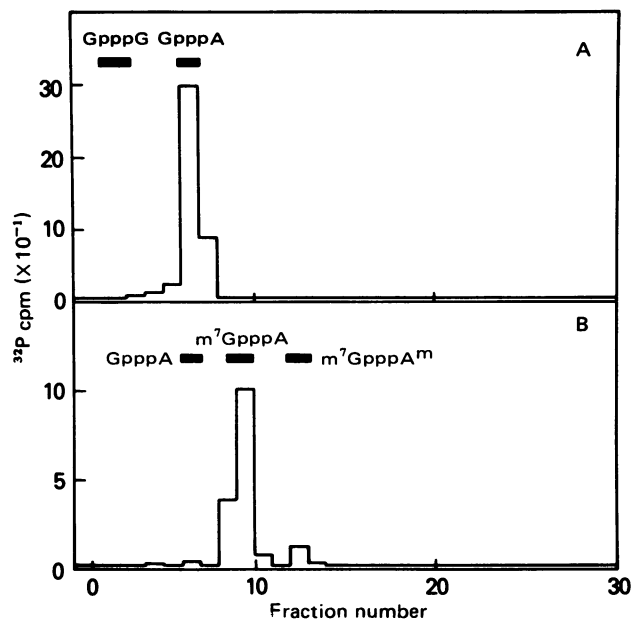 GpppG GpppA
A
30
20
10
0
³²P cpm (×10⁻¹)
B
m⁷GpppA
GpppA
m⁷GpppAᵐ
10
5
0
0 10 20 30
Fraction number